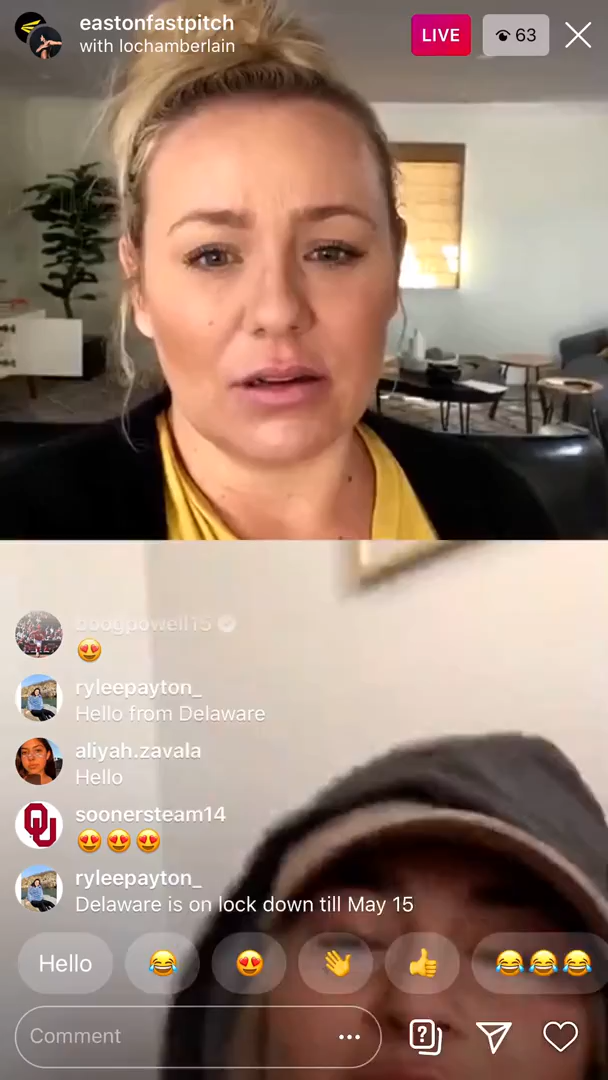 eastonfastpitch
with lochamberlain
LIVE
63
😍
ryleepayton_
Hello from Delaware
aliyah.zavala
Hello
soonersteam14
😍😍😍
ryleepayton_
Delaware is on lock down till May 15
Hello 😂 😍 👋 👍 😂😂😂
Comment